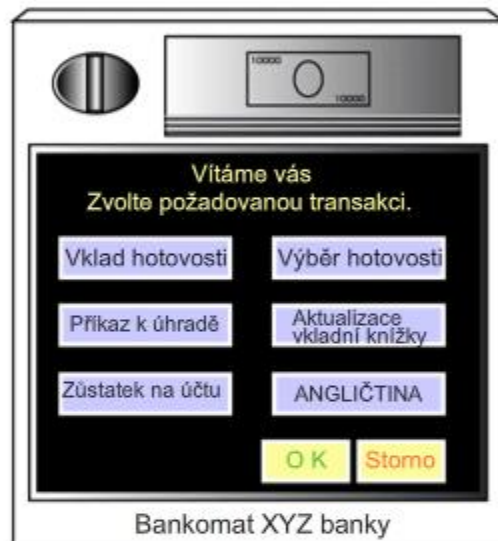 10000
10000
Vítáme vás
Zvolte požadovanou transakci.
Vklad hotovosti
Výběr hotovosti
Příkaz k úhradě
Aktualizace
vkladní knížky
Zůstatek na účtu
ANGLIČTINA
O K
Storno
Bankomat XYZ banky